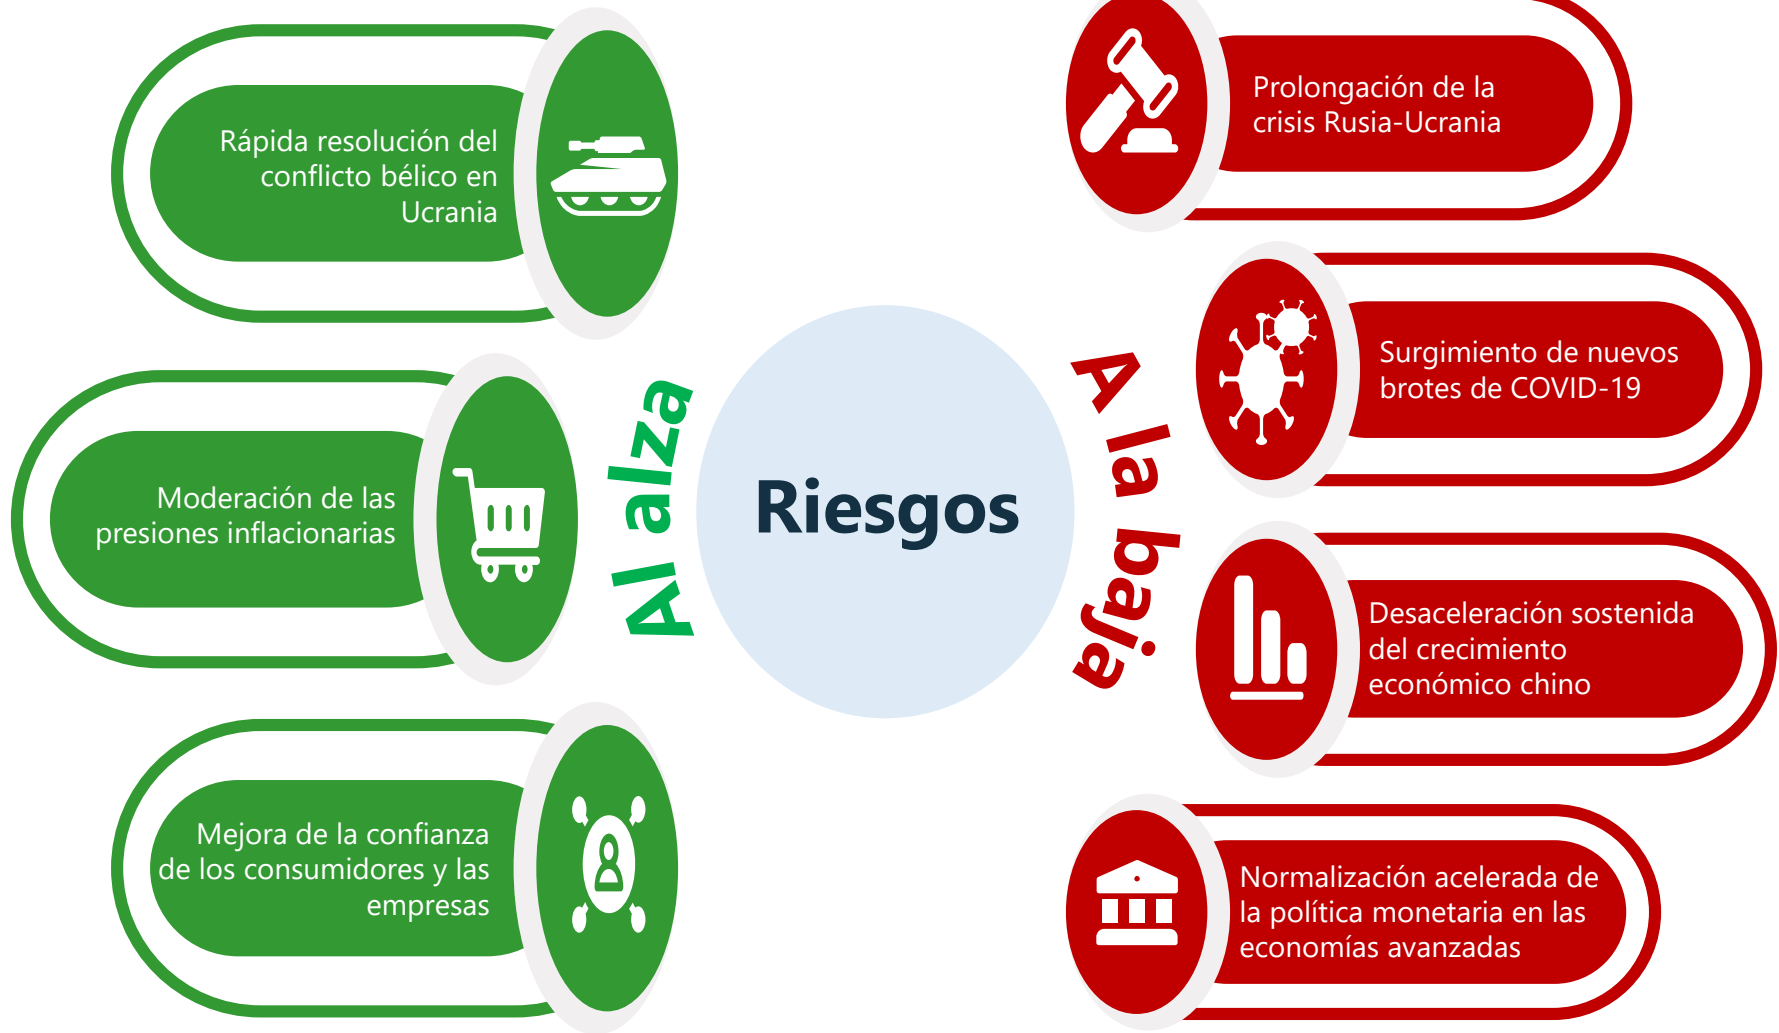 Rápida resolución del
conflicto bélico en
Ucrania
Moderación de las
presiones inflacionarias
Mejora de la confianza
de los consumidores y las
empresas
Al alza
Riesgos
A la baja
Prolongación de la
crisis Rusia-Ucrania
Surgimiento de nuevos
brotes de COVID-19
Desaceleración sostenida
del crecimiento
económico chino
Normalización acelerada de
la política monetaria en las
economías avanzadas